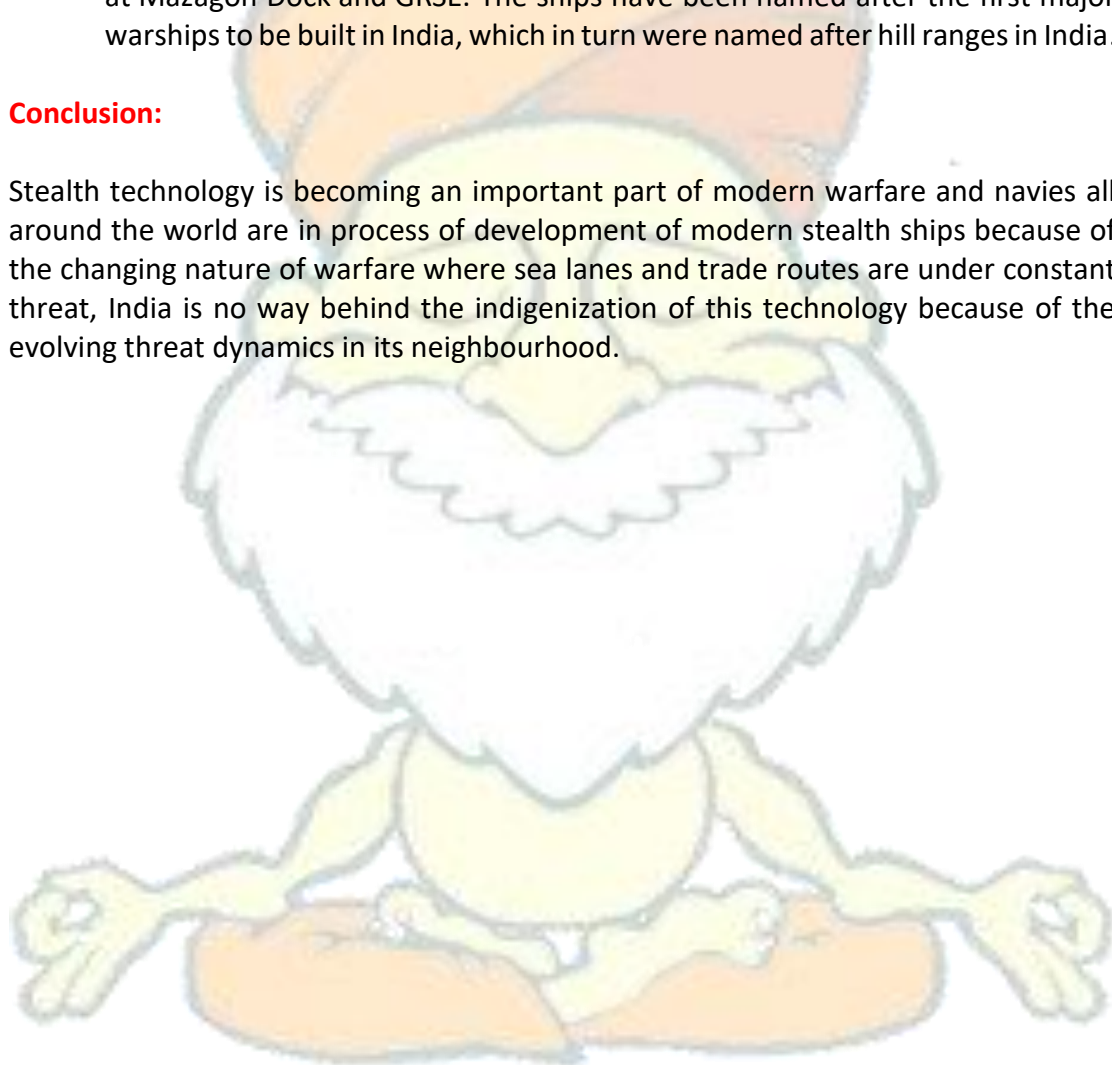 at Mazagon Dock and GRSE. The ships have been named after the first major
warships to be built in India, which in turn were named after hill ranges in India.
Conclusion:
Stealth technology is becoming an important part of modern warfare and navies all
around the world are in process of development of modern stealth ships because of
the changing nature of warfare where sea lanes and trade routes are under constant
threat, India is no way behind the indigenization of this technology because of the
evolving threat dynamics in its neighbourhood.